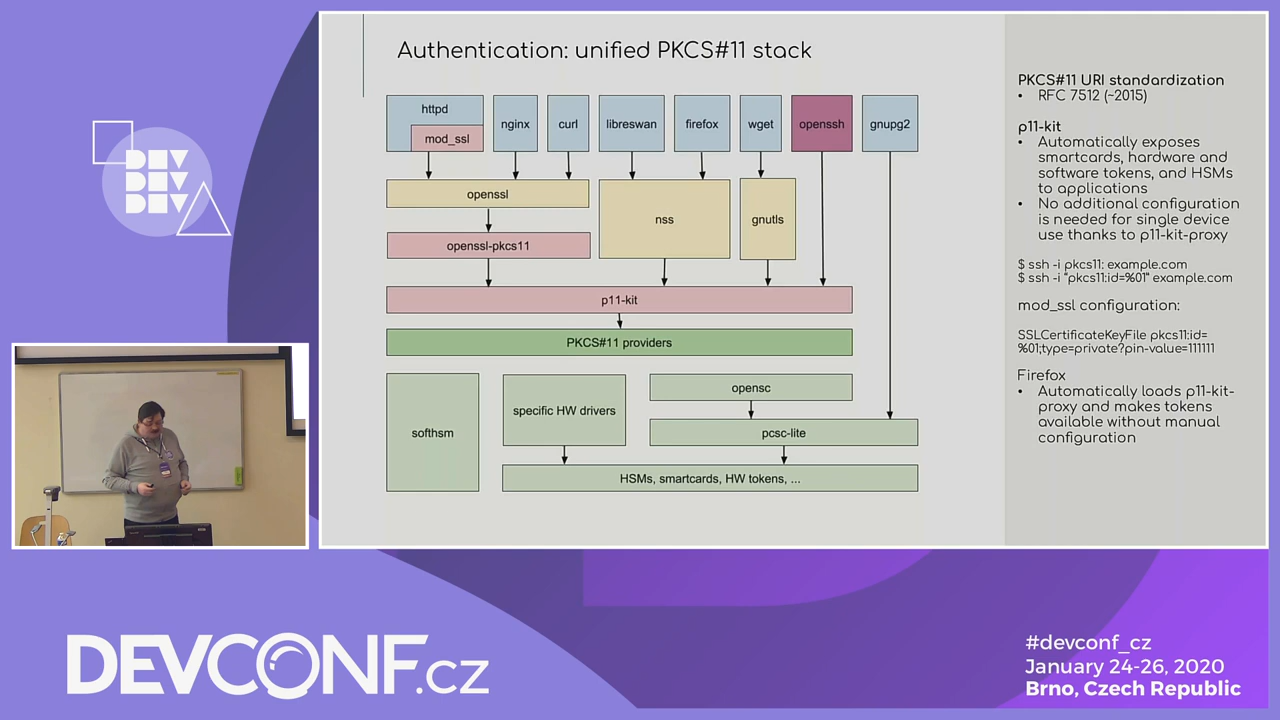 Authentication: unified PKCS#11 stack
httpd
mod_ssl
nginx
curl
libreswan
firefox
wget
openssh
gnupg2
openssl
nss
gnutls
openssl-pkcs11
p11-kit
PKCS#11 providers
softhsm
specific HW drivers
opensc
pcsc-lite
HSMs, smartcards, HW tokens, ...
PKCS#11 URI standardization
• RFC 7512 (~2015)
p11-kit
• Automatically exposes
smartcards, hardware and
software tokens, and HSMs
to applications
• No additional configuration
is needed for single device
use thanks to p11-kit-proxy
$ ssh -i pkcs11: example.com
$ ssh -i "pkcs11:id=%01" example.com
mod_ssl configuration:
SSLCertificateKeyFile pkcs11:id=
%01;type=private?pin-value=111111
Firefox
• Automatically loads p11-kit-
proxy and makes tokens
available without manual
configuration
DEV
DEV
DEV
DEVCONF.cz
#devconf_cz
January 24-26, 2020
Brno, Czech Republic